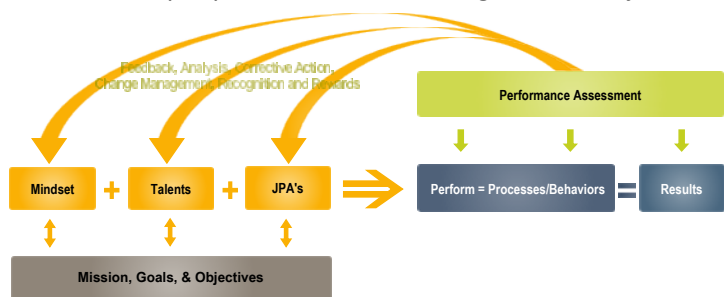 Feedback, Analysis, Corrective Action,
Change Management, Recognition and Rewards
Performance Assessment
Mindset + Talents + JPA's
Perform = Processes/Behaviors = Results
Mission, Goals, & Objectives